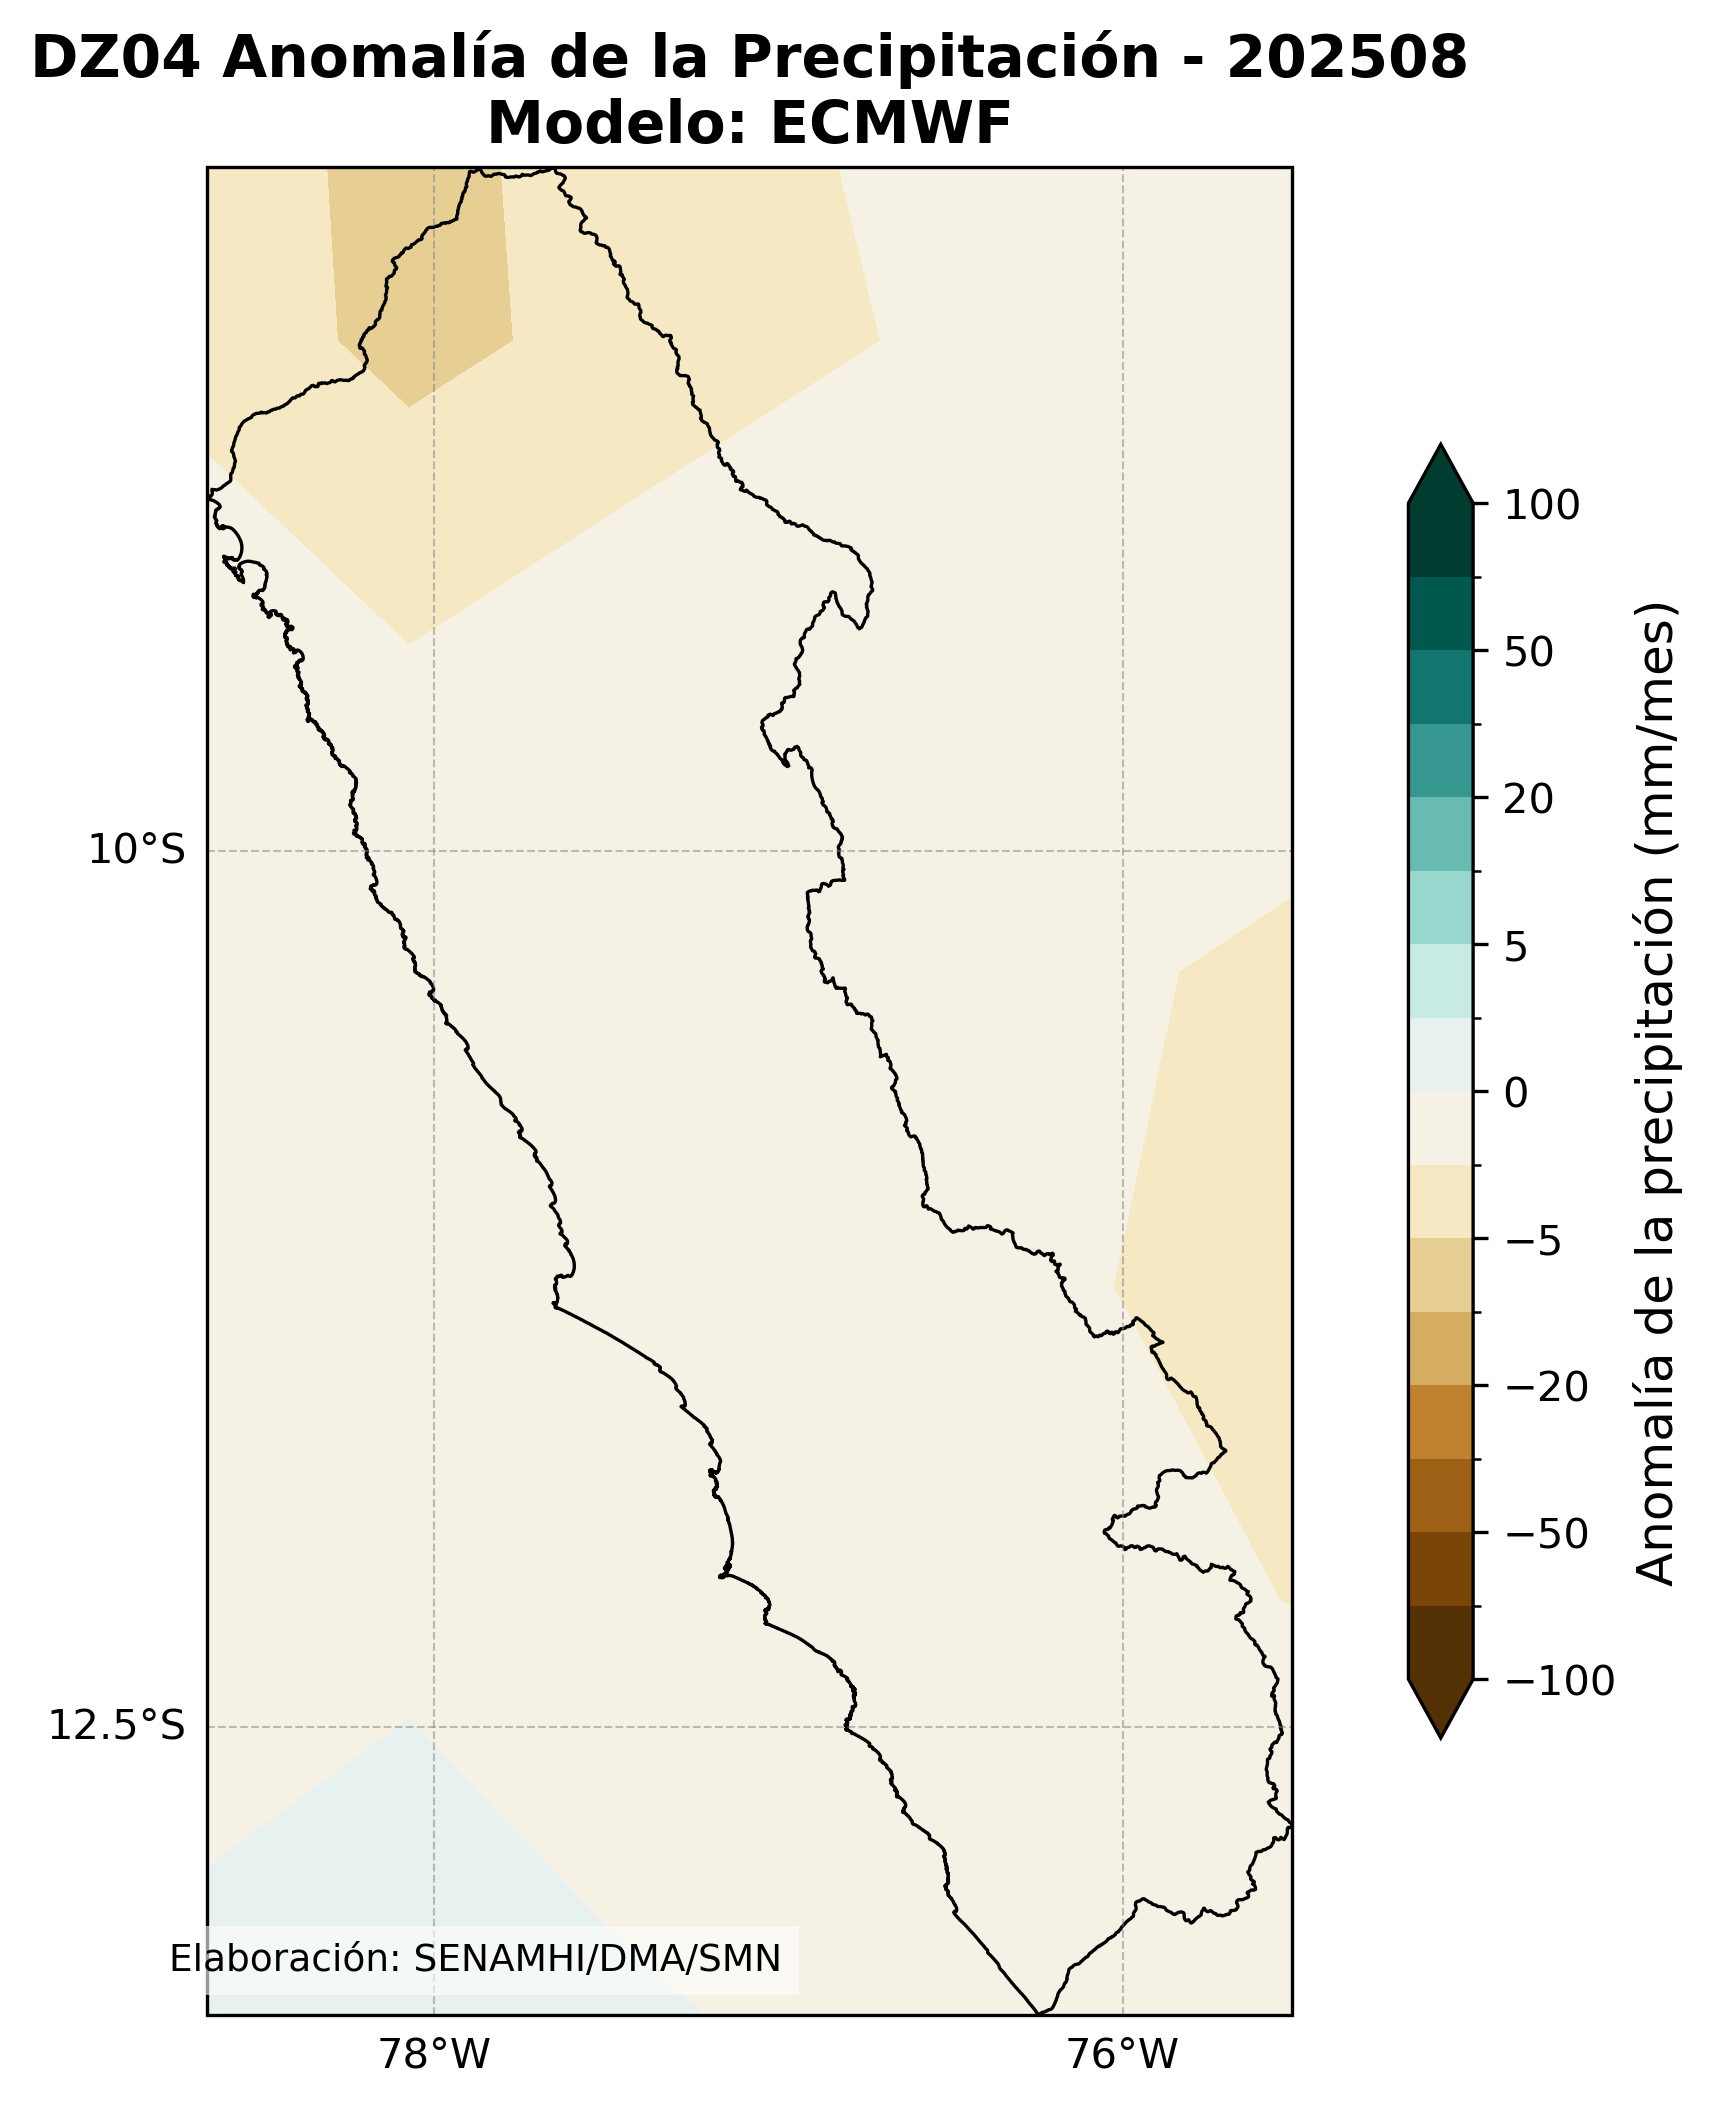 DZ04 Anomalía de la Precipitación - 202508
Modelo: ECMWF
100
50
20
5
0
−5
−20
−50
−100
Anomalía de la precipitación (mm/mes)
10°S
12.5°S
Elaboración: SENAMHI/DMA/SMN
78°W
76°W